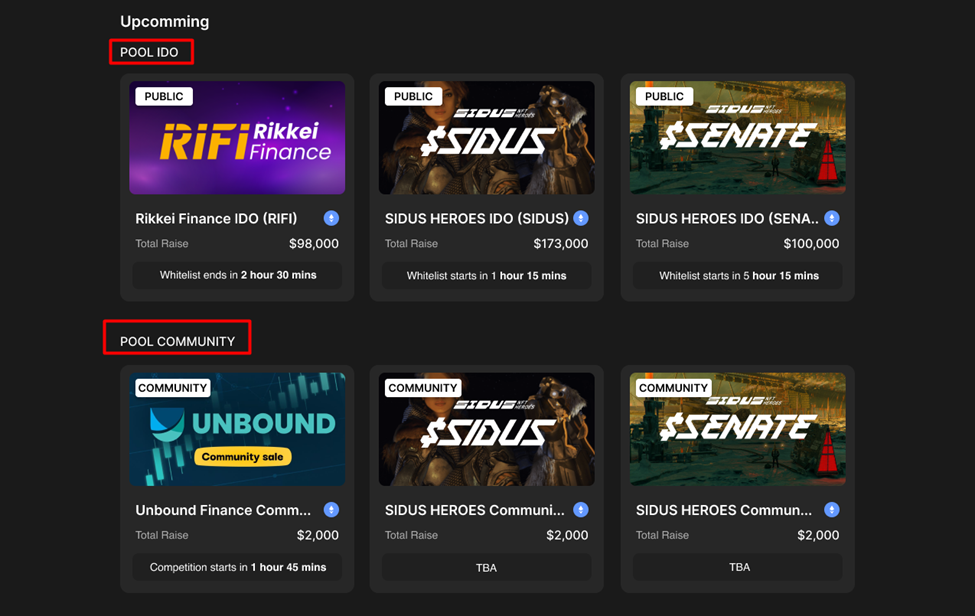 Upcomming
POOL IDO
PUBLIC
RIFI Rikkei
Finance
Rikkei Finance IDO (RIFI)
Total Raise $98,000
Whitelist ends in 2 hour 30 mins
PUBLIC
SIDUS NFT HEROES
$SIDUS
SIDUS HEROES IDO (SIDUS)
Total Raise $173,000
Whitelist starts in 1 hour 15 mins
PUBLIC
SIDUS NFT HEROES
$SENATE
SIDUS HEROES IDO (SENA..
Total Raise $100,000
Whitelist starts in 5 hour 15 mins
POOL COMMUNITY
COMMUNITY
UNBOUND
Community sale
Unbound Finance Comm...
Total Raise $2,000
Competition starts in 1 hour 45 mins
COMMUNITY
SIDUS NFT HEROES
$SIDUS
SIDUS HEROES Communi...
Total Raise $2,000
TBA
COMMUNITY
SIDUS NFT HEROES
$SENATE
SIDUS HEROES Commun...
Total Raise $2,000
TBA